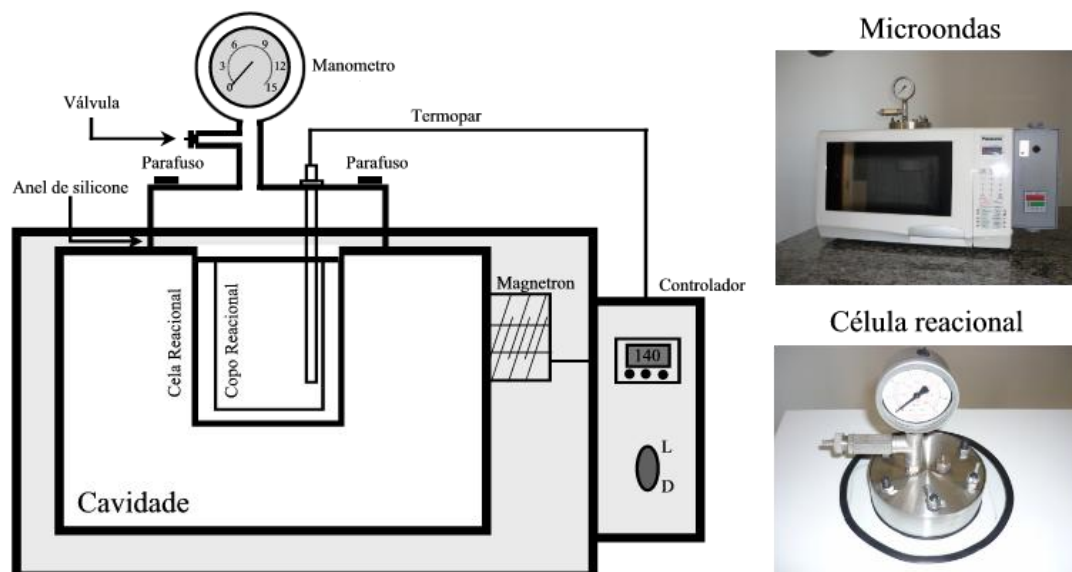 Microondas
Manometro
6 9
3 12
0 15
Válvula
Termopar
Parafuso
Parafuso
Anel de silicone
Magnetron
Controlador
140
Cela Reacional
Copo Reacional
L
D
Cavidade
Célula reacional
Panasonic